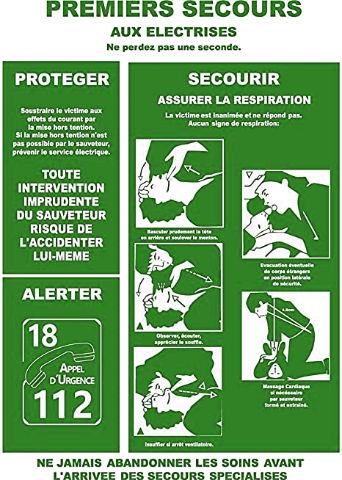 PREMIERS SECOURS
AUX ELECTRISES
Ne perdez pas une seconde.
PROTEGER
Soustraire le victime aux
effets du courant par
la mise hors tention.
Si la mise hors tention n'est
pas possible par le sauveteur,
prévenir le service électrique.
TOUTE
INTERVENTION
IMPRUDENTE
DU SAUVETEUR
RISQUE DE
L'ACCIDENTER
LUI-MEME
ALERTER
18
APPEL
D'URGENCE
112
SECOURIR
ASSURER LA RESPIRATION
La victime est inanimée et ne répond pas.
Aucun signe de respiration:
Basculer prudemment la tête
en arrière et soulever le menton.
Observer, écouter,
apprécier le souffle.
Insuffler si arrêt ventilatoire.
Evacuation éventuelle
de corps étrangers
en position latérale
de sécurité.
Massage Cardiaque
si nécessaire
par sauveteur
formé et entrainé.
NE JAMAIS ABANDONNER LES SOINS AVANT
L'ARRIVEE DES SECOURS SPECIALISES